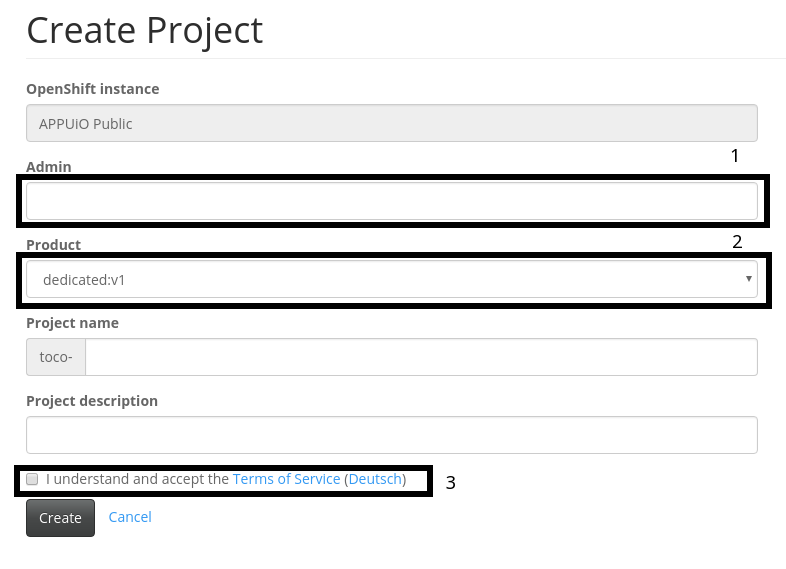 Create Project
OpenShift instance
APPUiO Public
1
Admin
2
Product
dedicated:v1
Project name
toco-
Project description
I understand and accept the Terms of Service (Deutsch)
3
Create
Cancel